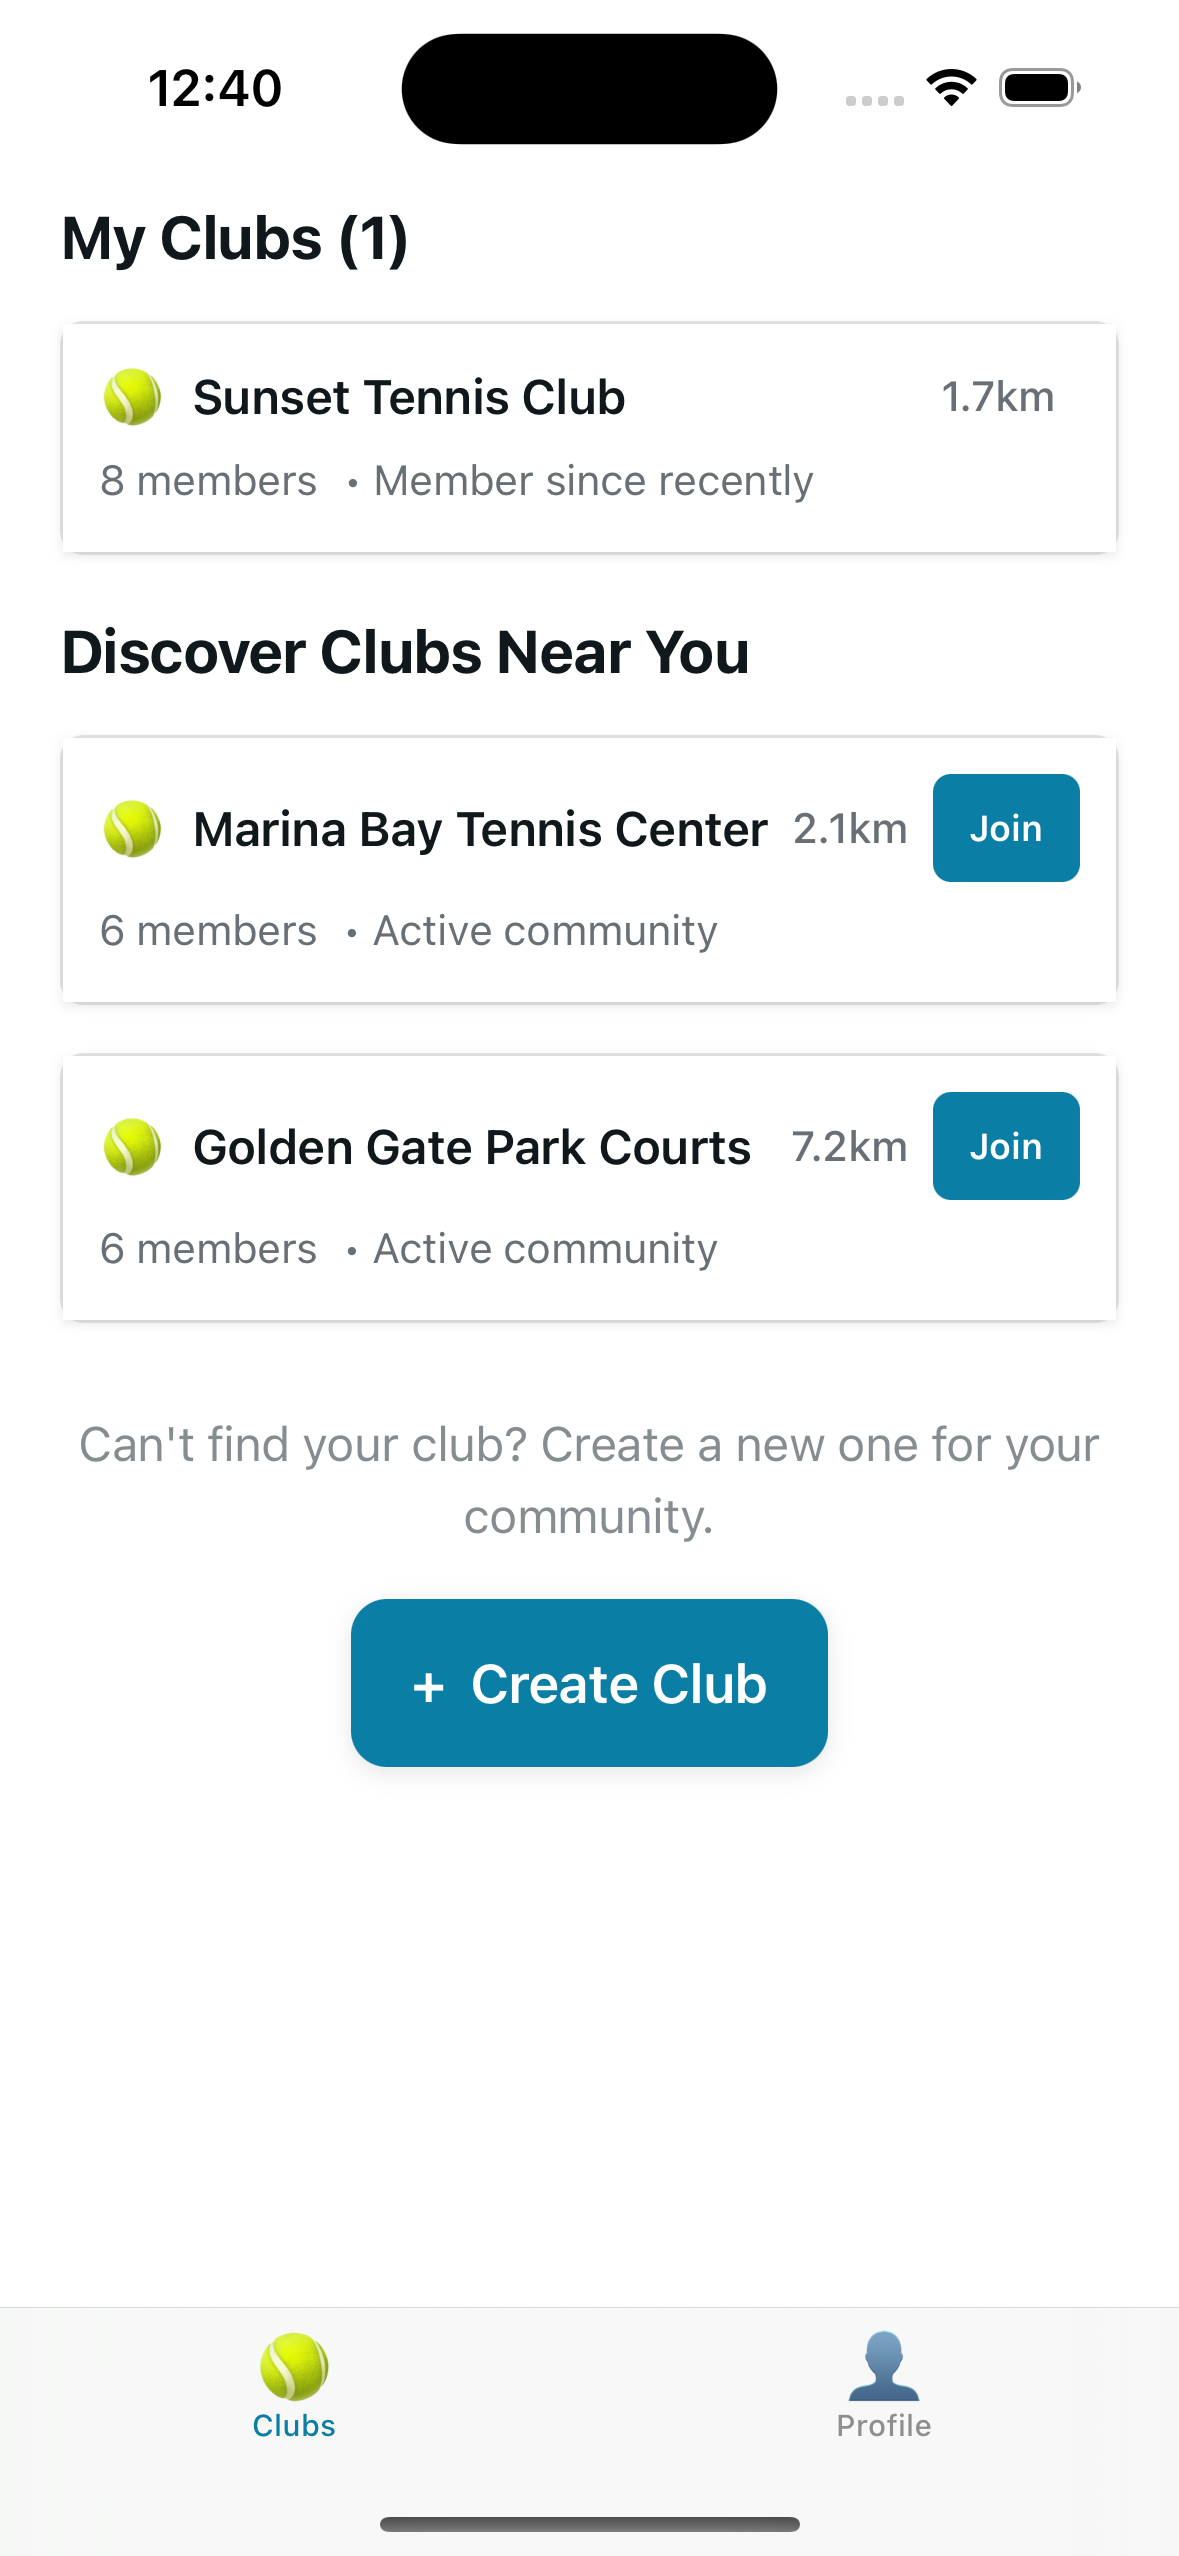 12:40
My Clubs (1)
Sunset Tennis Club 1.7km
8 members • Member since recently
Discover Clubs Near You
Marina Bay Tennis Center 2.1km Join
6 members • Active community
Golden Gate Park Courts 7.2km Join
6 members • Active community
Can't find your club? Create a new one for your
community.
+ Create Club
Clubs Profile